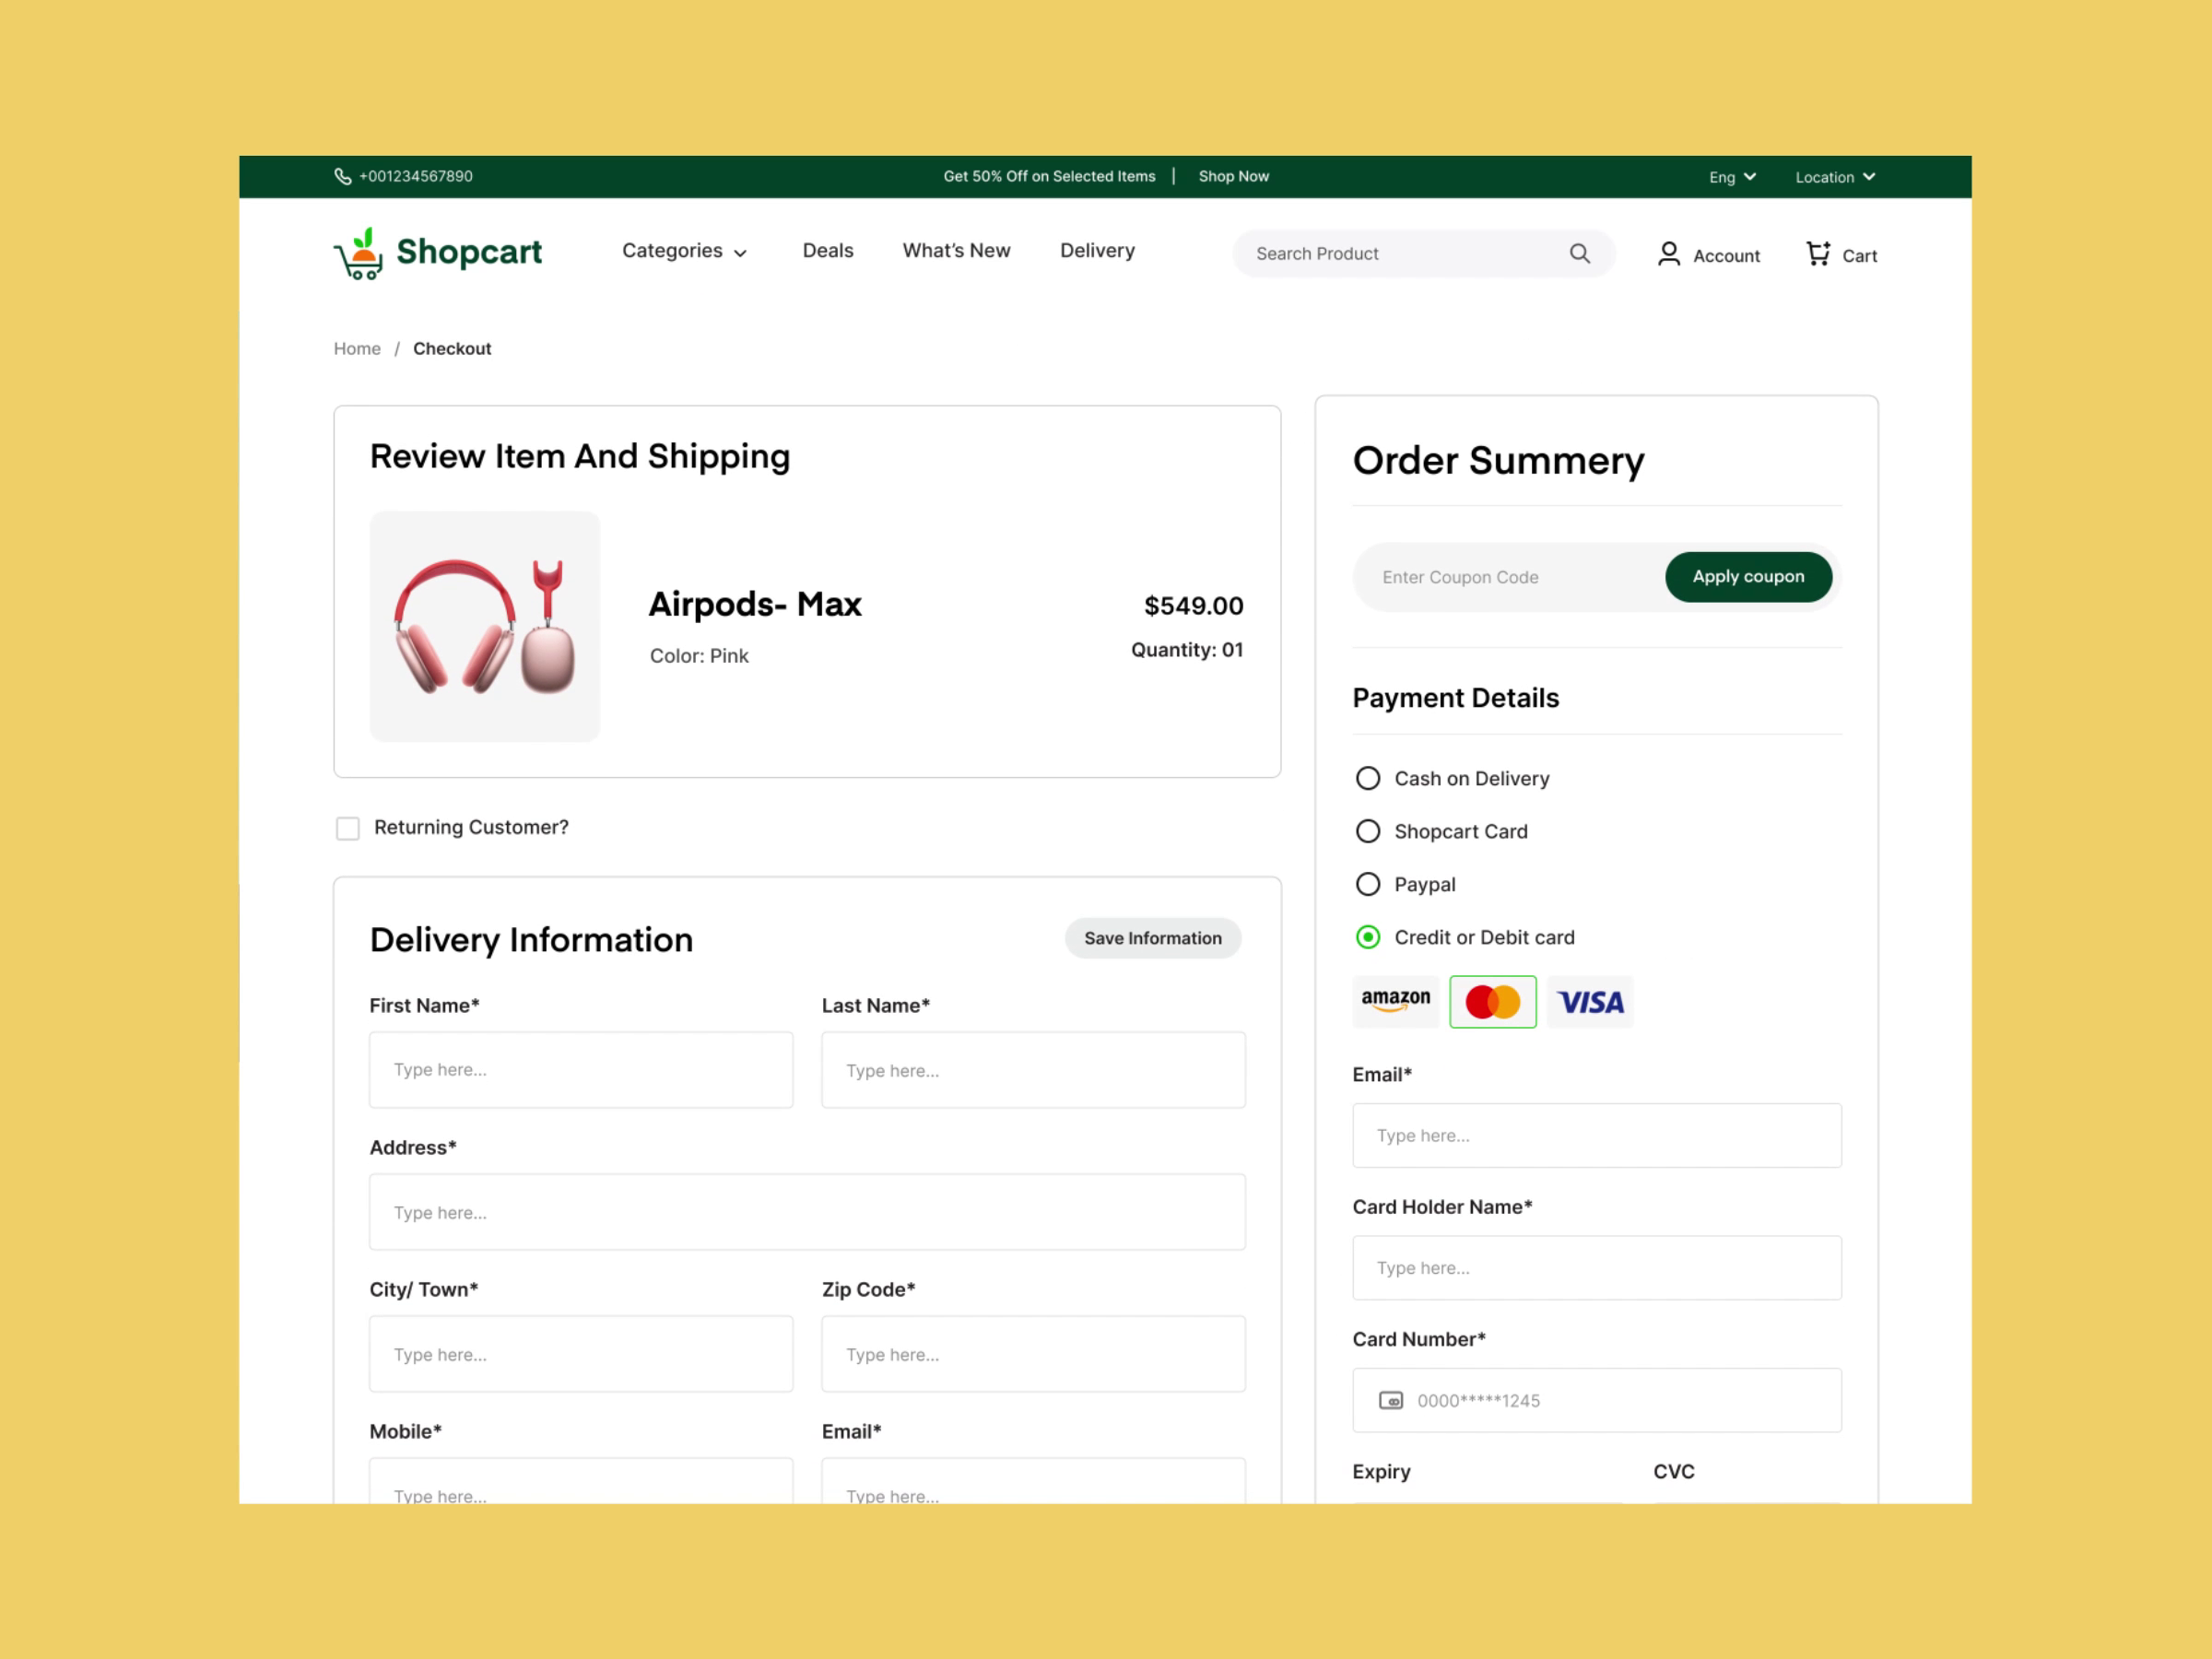 +001234567890
Get 50% Off on Selected Items | Shop Now
Eng
Location
Shopcart
Categories
Deals
What's New
Delivery
Search Product
Account
Cart
Home / Checkout
Review Item And Shipping
Airpods- Max
Color: Pink
$549.00
Quantity: 01
Returning Customer?
Delivery Information
Save Information
First Name*
Last Name*
Type here...
Type here...
Address*
Type here...
City/ Town*
Zip Code*
Type here...
Type here...
Mobile*
Email*
Type here...
Type here...
Order Summery
Enter Coupon Code
Apply coupon
Payment Details
Cash on Delivery
Shopcart Card
Paypal
Credit or Debit card
amazon
VISA
Email*
Type here...
Card Holder Name*
Type here...
Card Number*
0000*****1245
Expiry
CVC